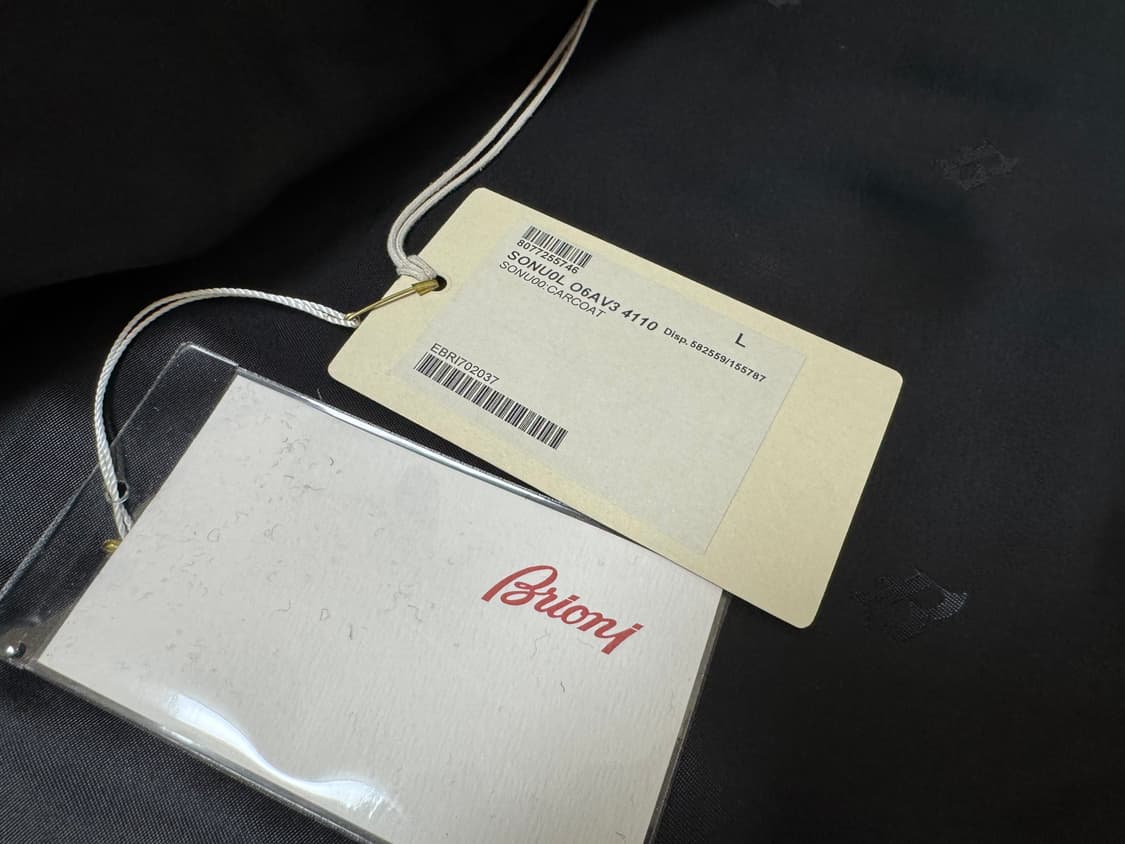 8077255746
SONU0L O6AV3 4110 Disp.582559/155787 L
SONU00:CARCOAT
EBRI702037
Brioni